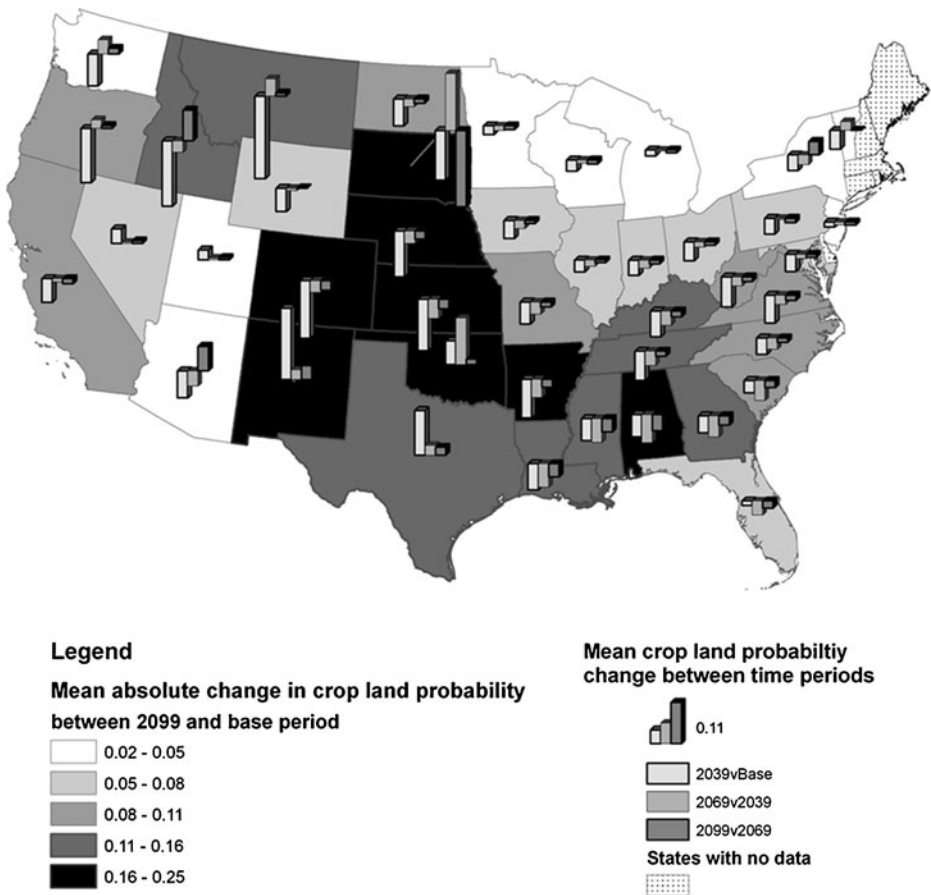 Legend
Mean absolute change in crop land probability
between 2099 and base period
0.02 - 0.05
0.05 - 0.08
0.08 - 0.11
0.11 - 0.16
0.16 - 0.25
Mean crop land probabiltiy
change between time periods
0.11
2039vBase
2069v2039
2099v2069
States with no data